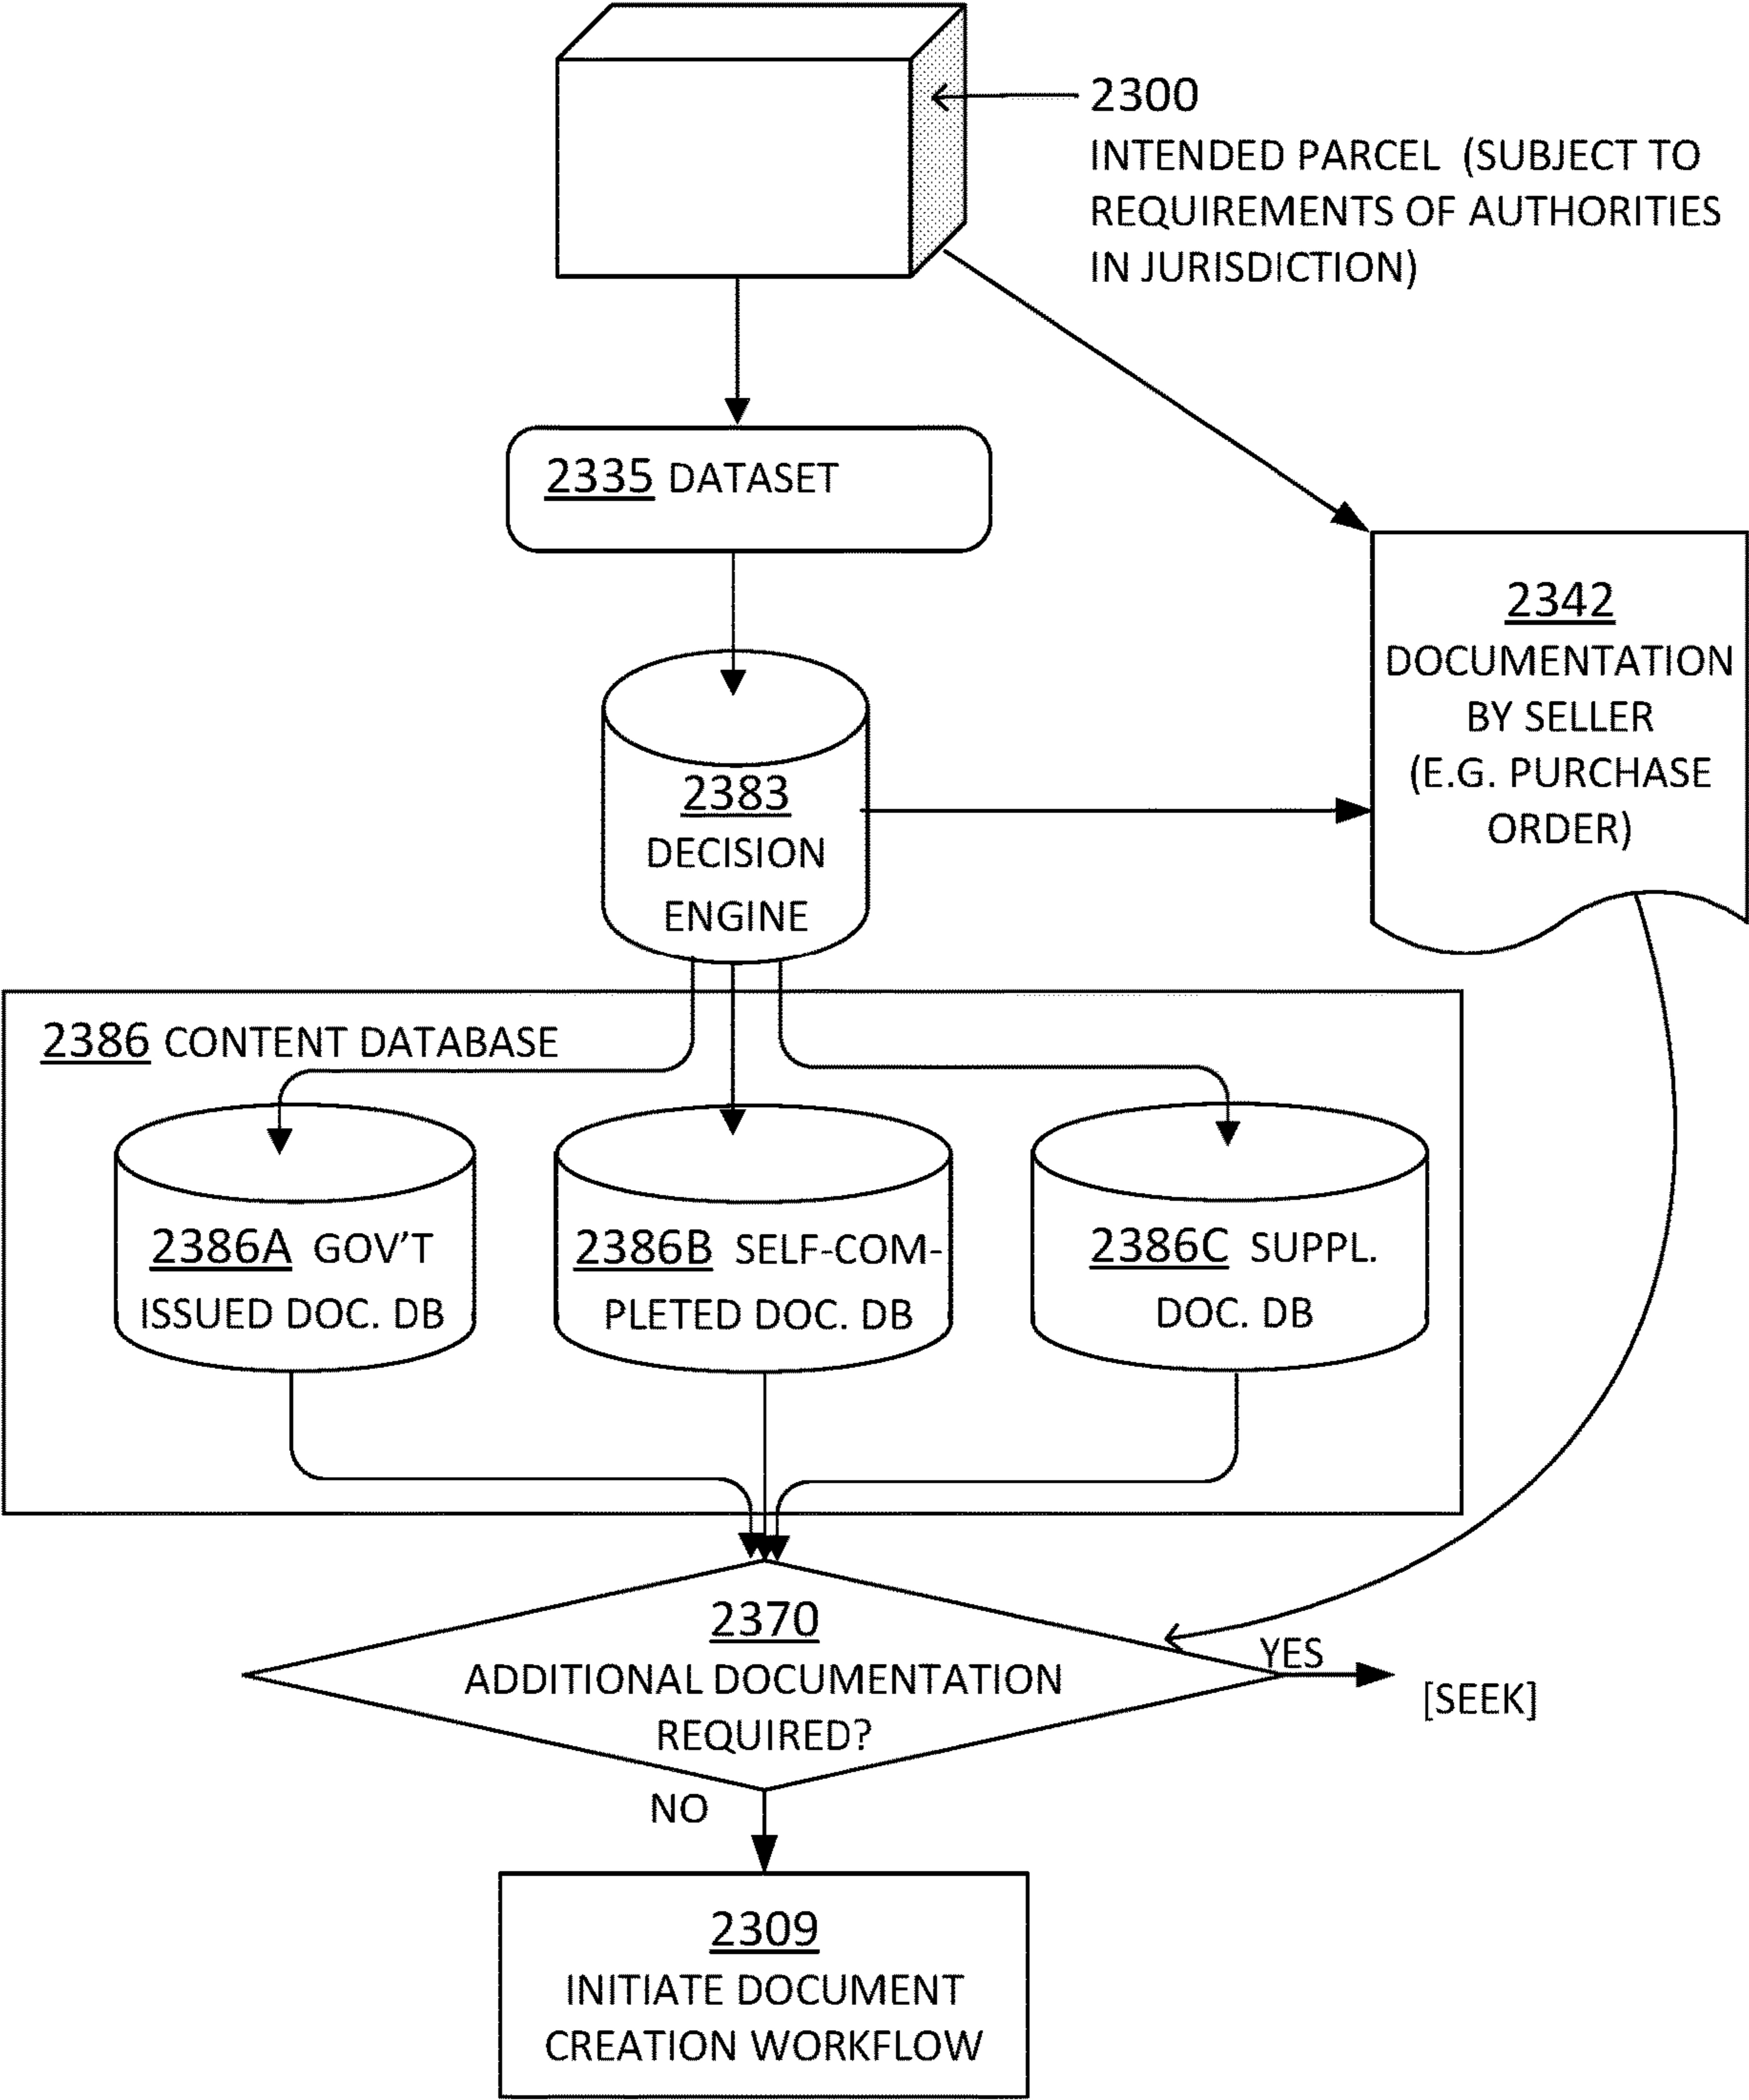 2300
INTENDED PARCEL (SUBJECT TO
REQUIREMENTS OF AUTHORITIES
IN JURISDICTION)
2335 DATASET
2342
DOCUMENTATION
BY SELLER
(E.G. PURCHASE
ORDER)
2383
DECISION
ENGINE
2386 CONTENT DATABASE
2386A GOV'T
ISSUED DOC. DB
2386B SELF-COM-
PLETED DOC. DB
2386C SUPPL.
DOC. DB
2370
ADDITIONAL DOCUMENTATION
REQUIRED?
YES
[SEEK]
NO
2309
INITIATE DOCUMENT
CREATION WORKFLOW